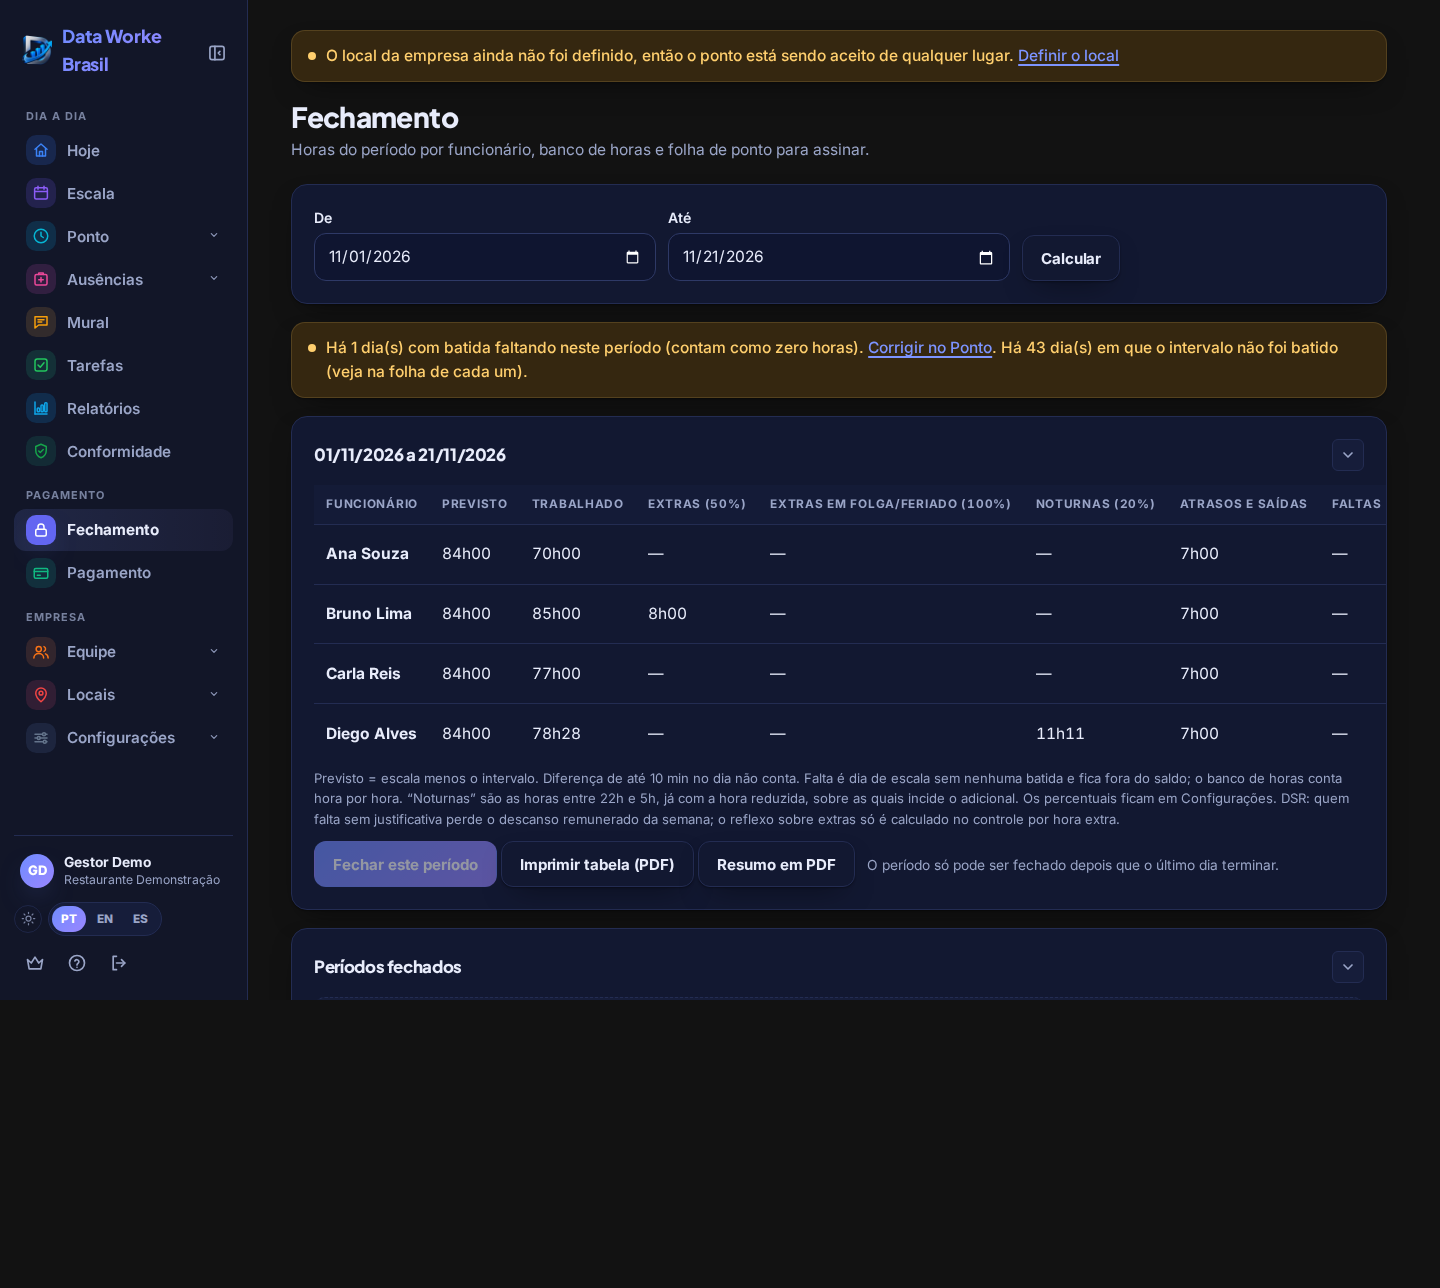 Data Worke
Brasil
DIA A DIA
Hoje
Escala
Ponto
Ausências
Mural
Tarefas
Relatórios
Conformidade
PAGAMENTO
Fechamento
Pagamento
EMPRESA
Equipe
Locais
Configurações
GD
Gestor Demo
Restaurante Demonstração
PT EN ES
O local da empresa ainda não foi definido, então o ponto está sendo aceito de qualquer lugar. Definir o local
Fechamento
Horas do período por funcionário, banco de horas e folha de ponto para assinar.
De Até
11/01/2026 11/21/2026 Calcular
Há 1 dia(s) com batida faltando neste período (contam como zero horas). Corrigir no Ponto. Há 43 dia(s) em que o intervalo não foi batido
(veja na folha de cada um).
01/11/2026 a 21/11/2026
FUNCIONÁRIO PREVISTO TRABALHADO EXTRAS (50%) EXTRAS EM FOLGA/FERIADO (100%) NOTURNAS (20%) ATRASOS E SAÍDAS FALTAS
Ana Souza 84h00 70h00 — — — 7h00 —
Bruno Lima 84h00 85h00 8h00 — — 7h00 —
Carla Reis 84h00 77h00 — — — 7h00 —
Diego Alves 84h00 78h28 — — 11h11 7h00 —
Previsto = escala menos o intervalo. Diferença de até 10 min no dia não conta. Falta é dia de escala sem nenhuma batida e fica fora do saldo; o banco de horas conta
hora por hora. “Noturnas” são as horas entre 22h e 5h, já com a hora reduzida, sobre as quais incide o adicional. Os percentuais ficam em Configurações. DSR: quem
falta sem justificativa perde o descanso remunerado da semana; o reflexo sobre extras só é calculado no controle por hora extra.
Fechar este período Imprimir tabela (PDF) Resumo em PDF O período só pode ser fechado depois que o último dia terminar.
Períodos fechados